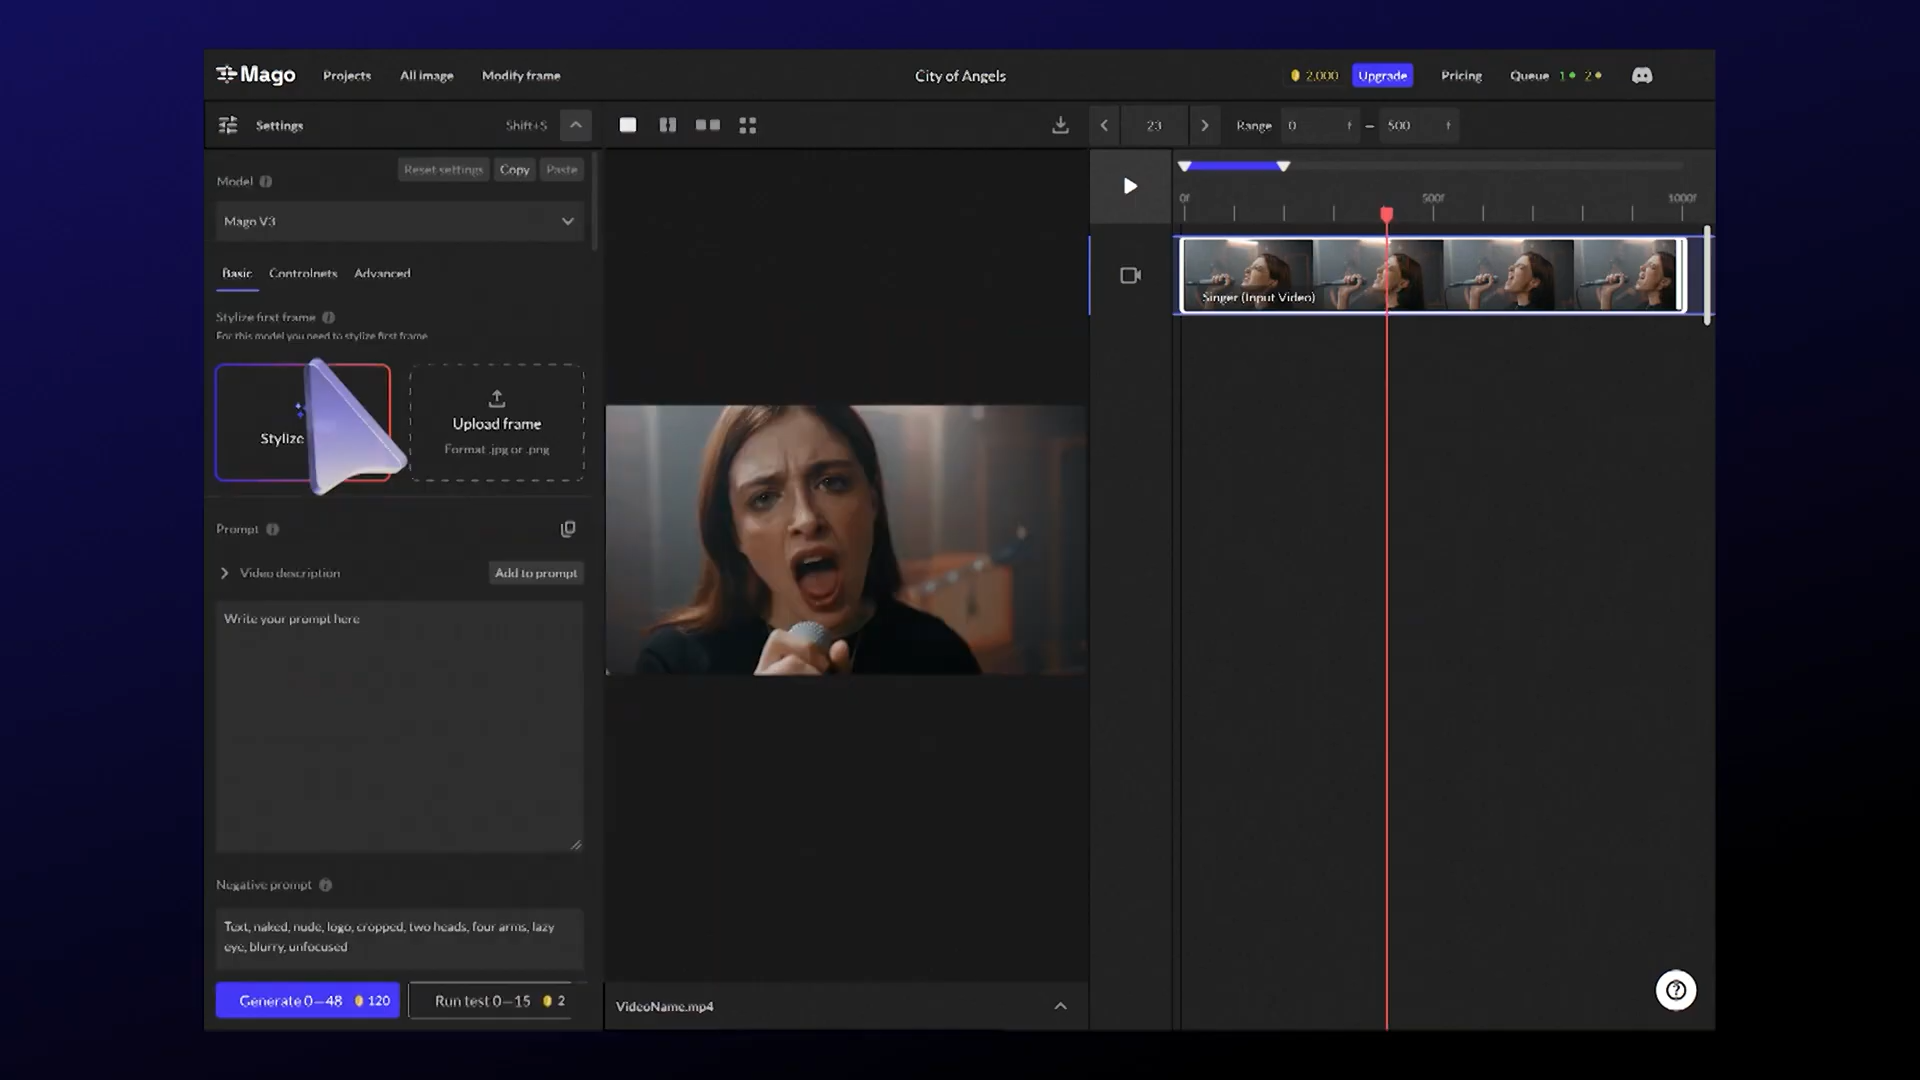 Mago
Projects
All image
Modify frame
City of Angels
2.000
Upgrade
Pricing
Queue 1 2
Settings
Shift+S
23
Range 0 f – 500 f
Reset settings
Copy
Paste
Model
Mago V3
0f
500f
1000f
Basic
Controlnets
Advanced
Singer (Input Video)
Stylize first frame
For this model you need to stylize first frame
Stylize
Upload frame
Format .jpg or .png
Prompt
Video description
Add to prompt
Write your prompt here
Negative prompt
Text, naked, nude, logo, cropped, two heads, four arms, lazy
eye, blurry, unfocused
Generate 0—48 120
Run test 0—15 2
VideoName.mp4